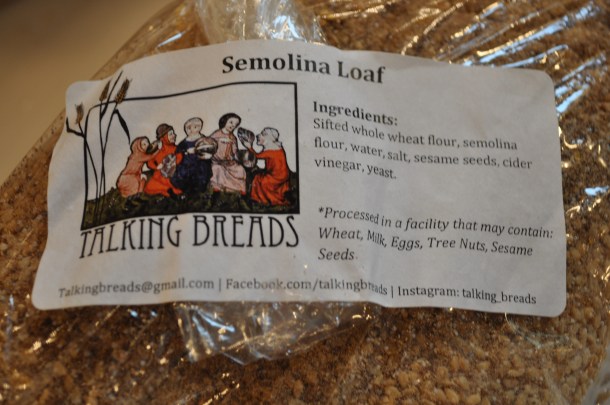 Semolina Loaf
TALKING BREADS
Ingredients:
Sifted whole wheat flour, semolina
flour, water, salt, sesame seeds, cider
vinegar, yeast.
*Processed in a facility that may contain:
Wheat, Milk, Eggs, Tree Nuts, Sesame
Seeds
Talkingbreads@gmail.com | Facebook.com/talkingbreads | Instagram: talking_breads